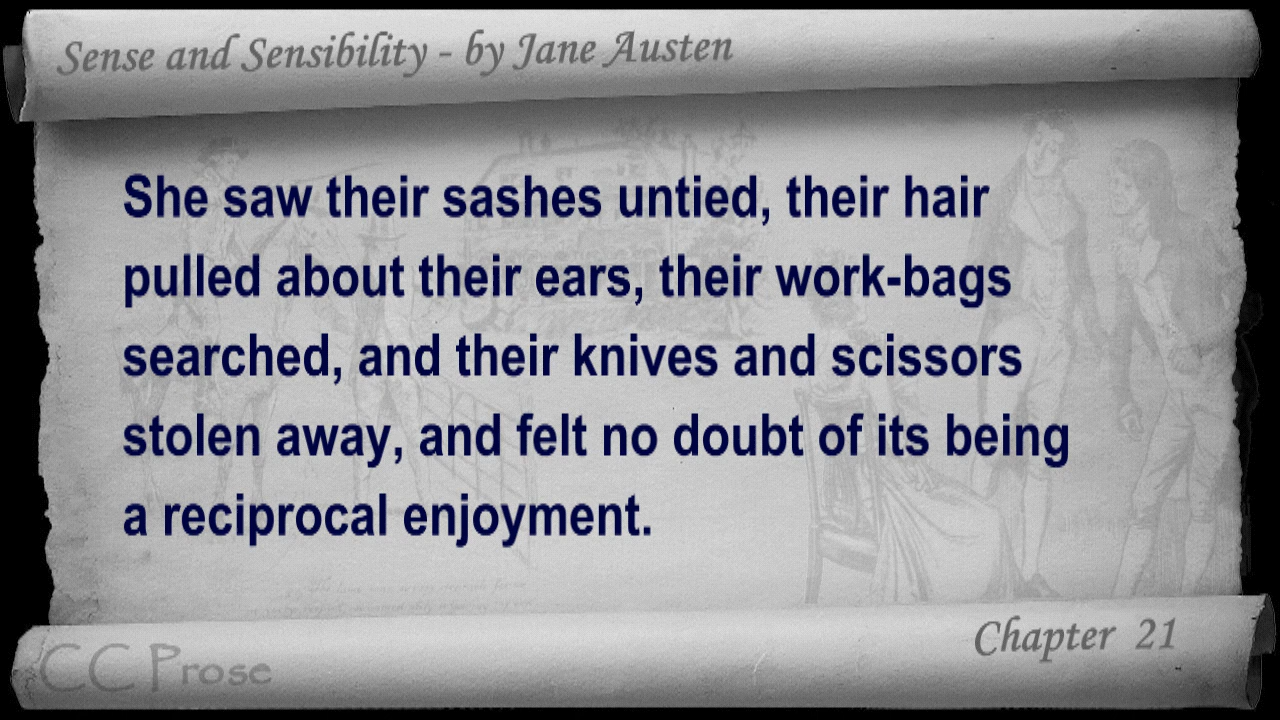 Sense and Sensibility - by Jane Austen
She saw their sashes untied, their hair
pulled about their ears, their work-bags
searched, and their knives and scissors
stolen away, and felt no doubt of its being
a reciprocal enjoyment.
Chapter 21
CC Prose